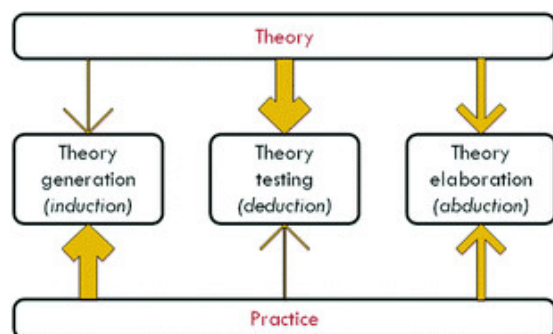 Theory
Theory
generation
(induction)
Theory
testing
(deduction)
Theory
elaboration
(abduction)
Practice